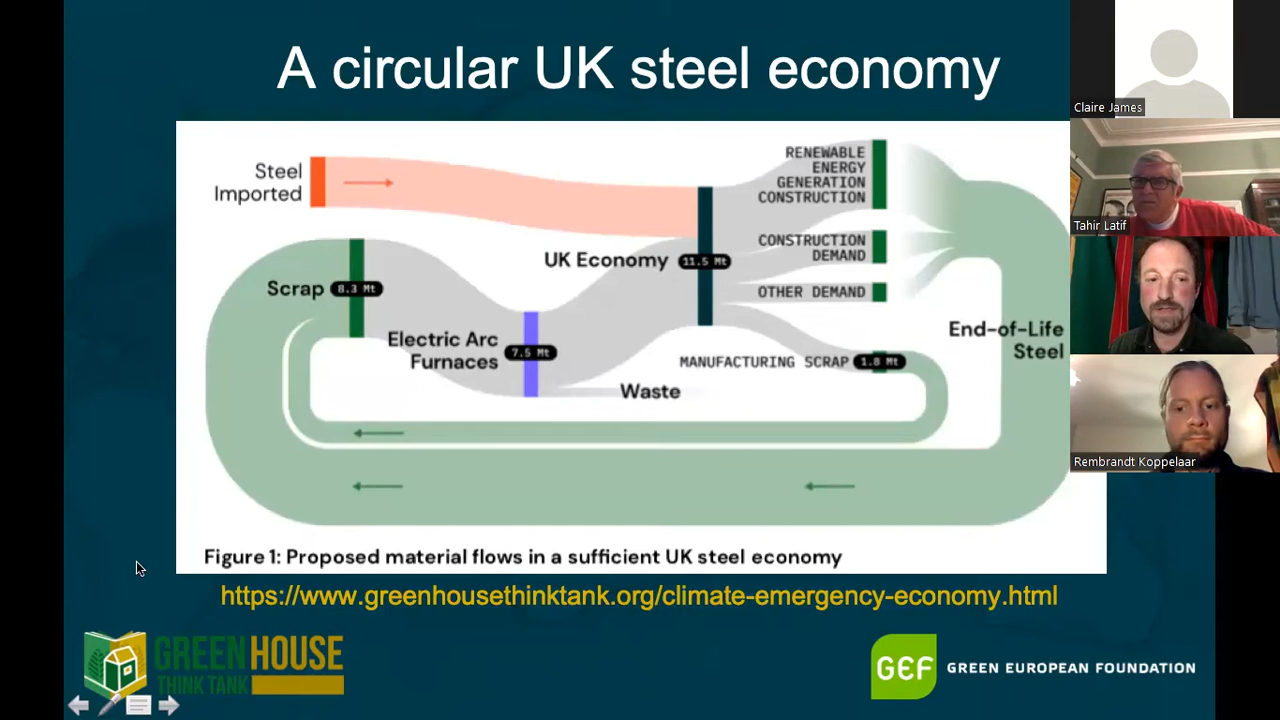 A circular UK steel economy
Steel
Imported
Scrap
8.3 Mt
Electric Arc
Furnaces
7.5 Mt
UK Economy
11.5 Mt
Waste
RENEWABLE
ENERGY
GENERATION
CONSTRUCTION
CONSTRUCTION
DEMAND
OTHER DEMAND
MANUFACTURING SCRAP
1.8 Mt
End-of-Life
Steel
Figure 1: Proposed material flows in a sufficient UK steel economy
https://www.greenhousethinktank.org/climate-emergency-economy.html
GREEN HOUSE
THINK TANK
GEF
GREEN EUROPEAN FOUNDATION
Claire James
Tahir Latif
Rembrandt Koppelaar